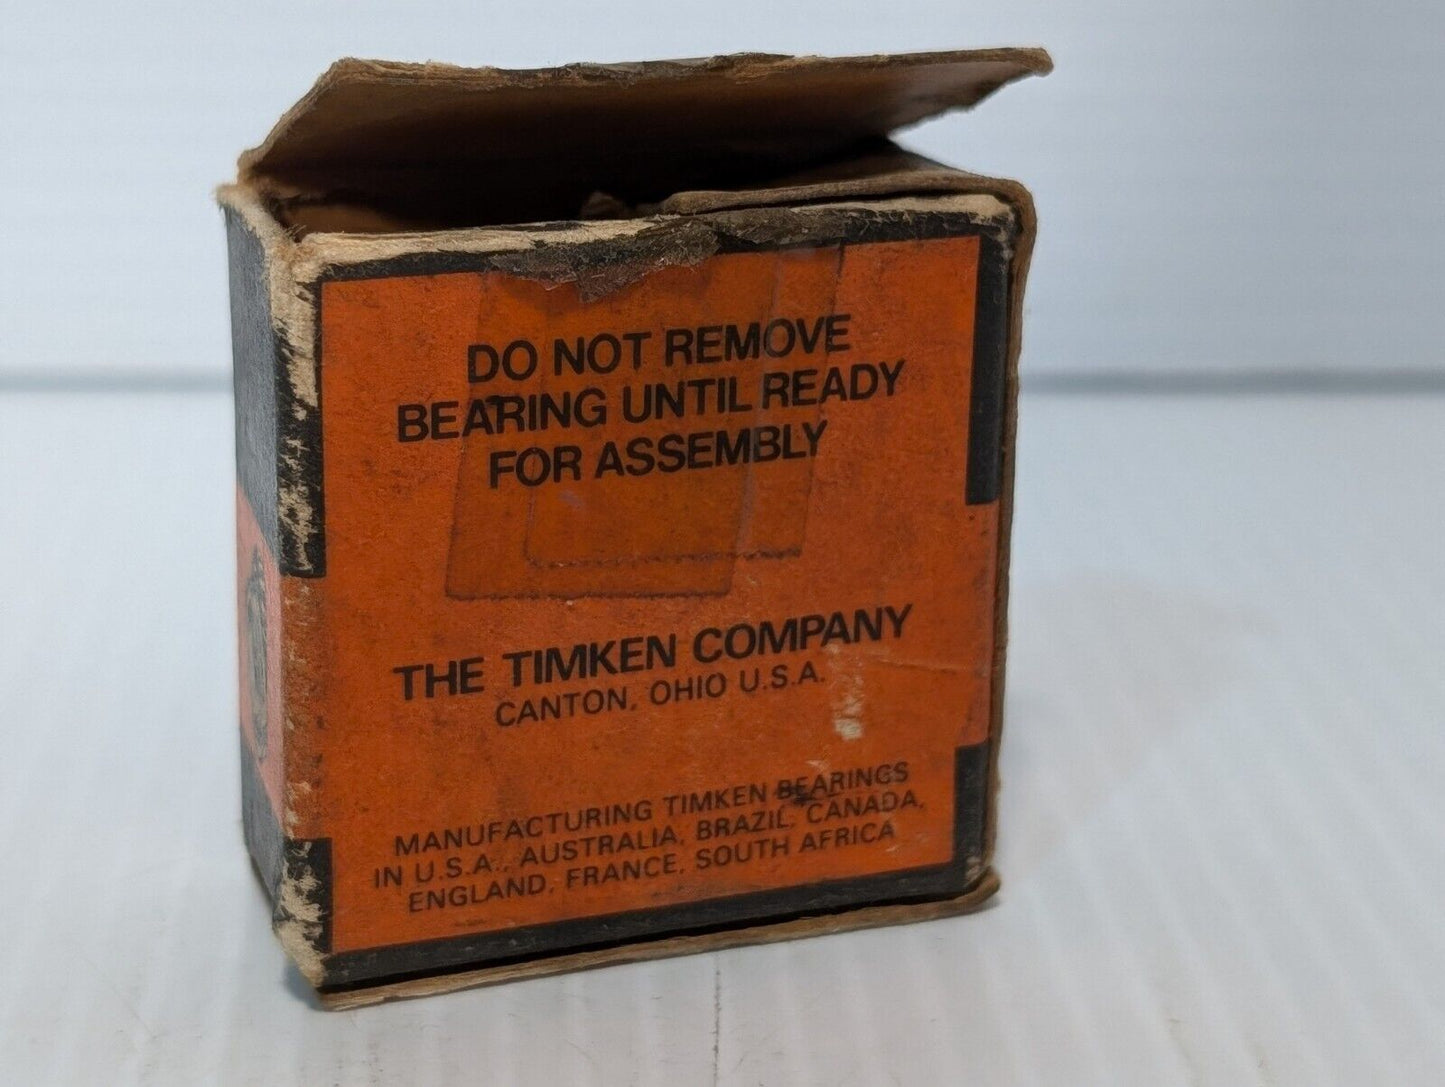 DO NOT REMOVE
BEARING UNTIL READY
FOR ASSEMBLY
THE TIMKEN COMPANY
CANTON, OHIO U.S.A.
MANUFACTURING TIMKEN BEARINGS
IN U.S.A., AUSTRALIA, BRAZIL, CANADA,
ENGLAND, FRANCE, SOUTH AFRICA